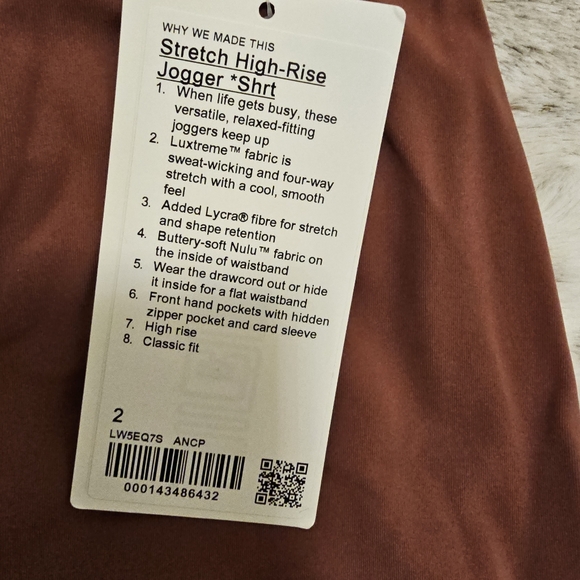 WHY WE MADE THIS
Stretch High-Rise
Jogger *Shrt
1. When life gets busy, these
versatile, relaxed-fitting
joggers keep up
2. Luxtreme™ fabric is
sweat-wicking and four-way
stretch with a cool, smooth
feel
3. Added Lycra® fibre for stretch
and shape retention
4. Buttery-soft Nulu™ fabric on
the inside of waistband
5. Wear the drawcord out or hide
it inside for a flat waistband
6. Front hand pockets with hidden
zipper pocket and card sleeve
7. High rise
8. Classic fit
2
LW5EQ7S ANCP
000143486432